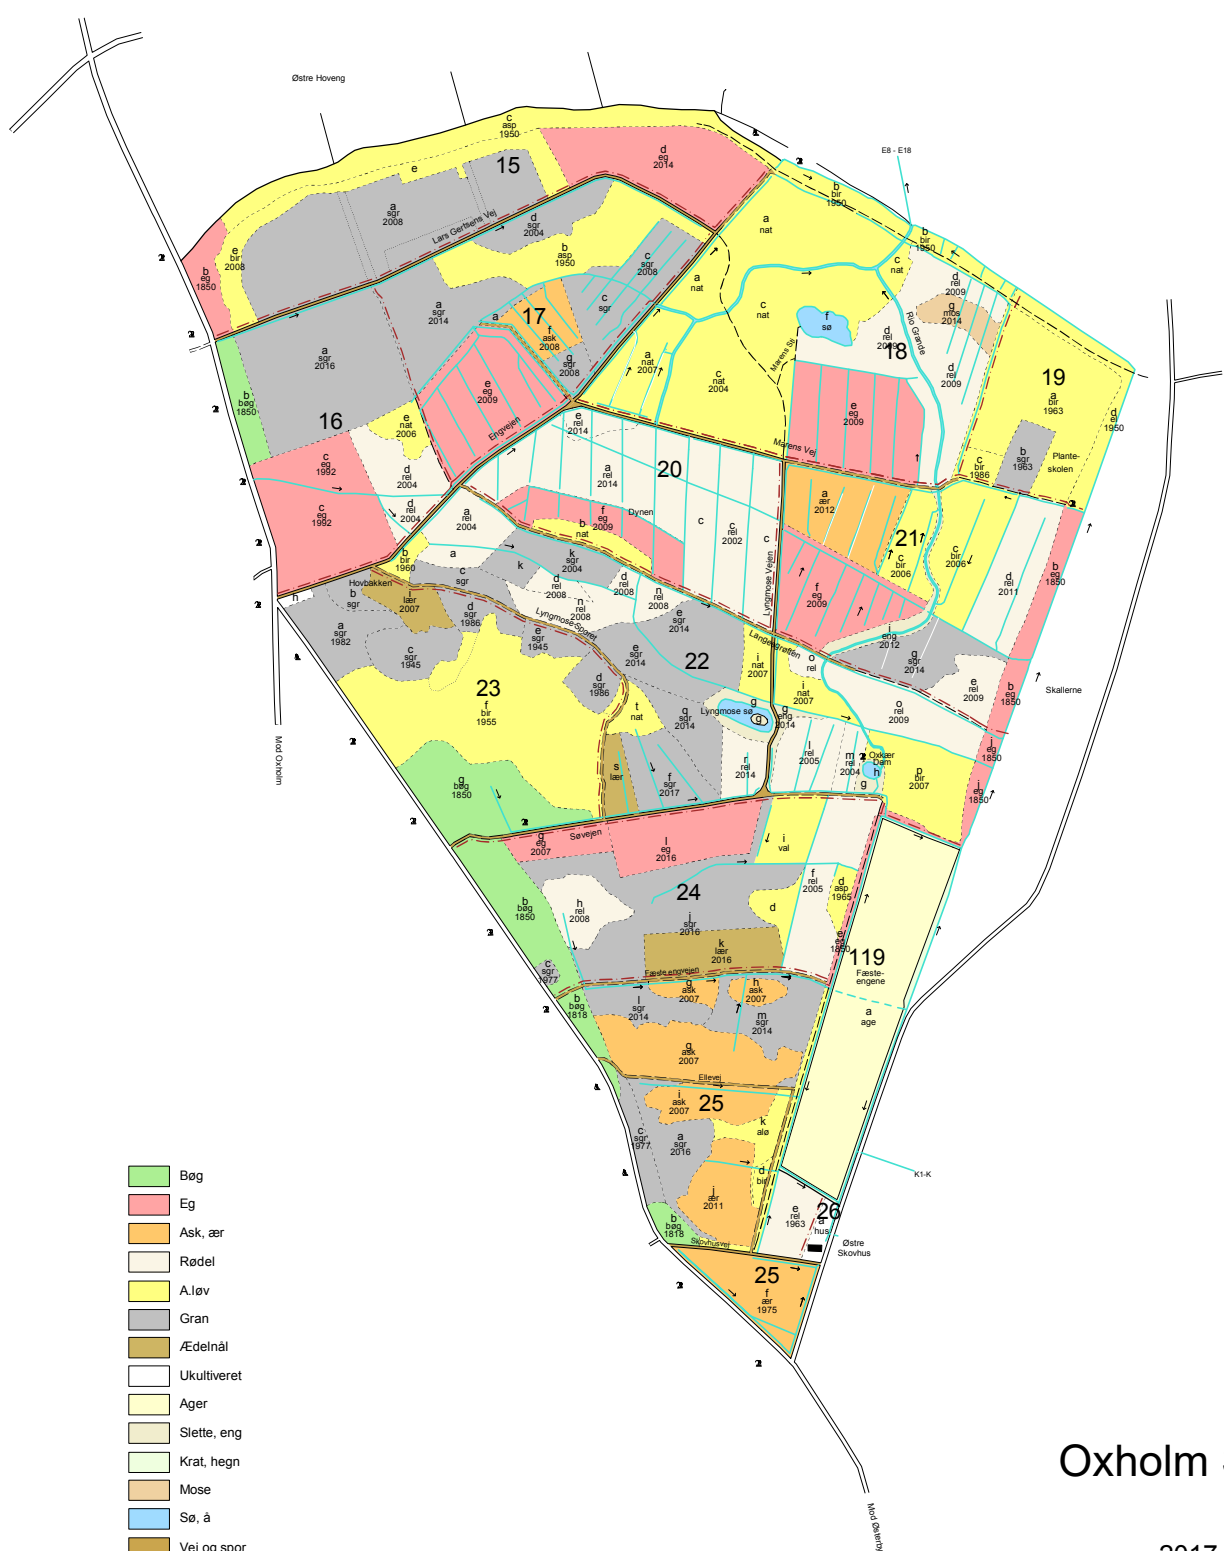 Østre Hoveng
c
asp
1950
d
eg
2014
E8 - E18
15
e
b
bir
1950
a
sgr
2008
Lars Gertsens Vej
d
sgr
2004
a
nat
b
bir
1950
b
eg
1850
e
bir
2008
b
asp
1950
c
sgr
2008
c
nat
d
rel
2009
a
nat
c
sgr
c
nat
g
mos
2014
a
sgr
2014
a
17
f
ask
2008
f
sø
Rio Grande
d
rel
2009
18
a
sgr
2016
g
sgr
2008
a
nat
2007
Marens Sti
c
nat
2004
d
rel
2009
19
a
bir
1963
b
bøg
1850
e
eg
2009
e
eg
2009
d
el
1950
16
e
nat
2006
Engvejen
e
rel
2014
Marens Vej
b
sgr
1963
Plante-
skolen
c
eg
1992
d
rel
2004
a
rel
2014
20
c
bir
1986
c
eg
1992
d
rel
2004
a
rel
2004
f
eg
2009
Dynen
c
c
rel
2002
c
a
ær
2012
21
b
nat
b
bir
1960
a
c
bir
2006
c
bir
2006
Hovbakken
c
sgr
k
k
sgr
2004
d
rel
2008
d
rel
2008
n
rel
2008
n
rel
2008
Lyngmose Vejen
f
eg
2009
d
rel
2011
b
eg
1850
h
b
sgr
i
lær
2007
d
sgr
1986
Lyngmose-Sporet
e
sgr
2014
a
sgr
1982
c
sgr
1945
e
sgr
1945
e
sgr
2014
22
Langesgrøften
i
eng
2012
g
sgr
2014
o
rel
i
nat
2007
i
nat
2007
d
sgr
1986
e
rel
2009
b
eg
1850
Skallerne
23
f
bir
1955
t
nat
q
sgr
2014
g
Lyngmose sø
g
g
eng
2014
o
rel
2009
Mod Oxholm
j
eg
1850
g
bøg
1850
s
lær
f
sgr
2017
r
rel
2014
l
rel
2005
m
rel
2004
Oxkær
Dam
h
g
p
bir
2007
j
eg
1850
g
eg
2007
Søvejen
l
eg
2016
i
val
24
b
bøg
1850
h
rel
2008
j
sgr
2016
d
f
rel
2005
d
asp
1965
k
lær
2016
e
eg
1850
119
Fæste-
engene
c
sgr
1977
Fæste engvejen
b
bøg
1818
l
sgr
2014
g
ask
2007
h
ask
2007
m
sgr
2014
a
age
g
ask
2007
Ellevej
i
ask
2007
25
c
sgr
1977
a
sgr
2016
k
alø
d
bir
K1-K
j
ær
2011
b
bøg
1818
e
rel
1963
26
a
hus
Skovhusvej
Østre
Skovhus
25
f
ær
1975
Bøg
Eg
Ask, ær
Rødel
A.løv
Gran
Ædelnål
Ukultiveret
Ager
Slette, eng
Krat, hegn
Mose
Sø, å
Vej og spor
Oxholm
2017
Mod Østerby